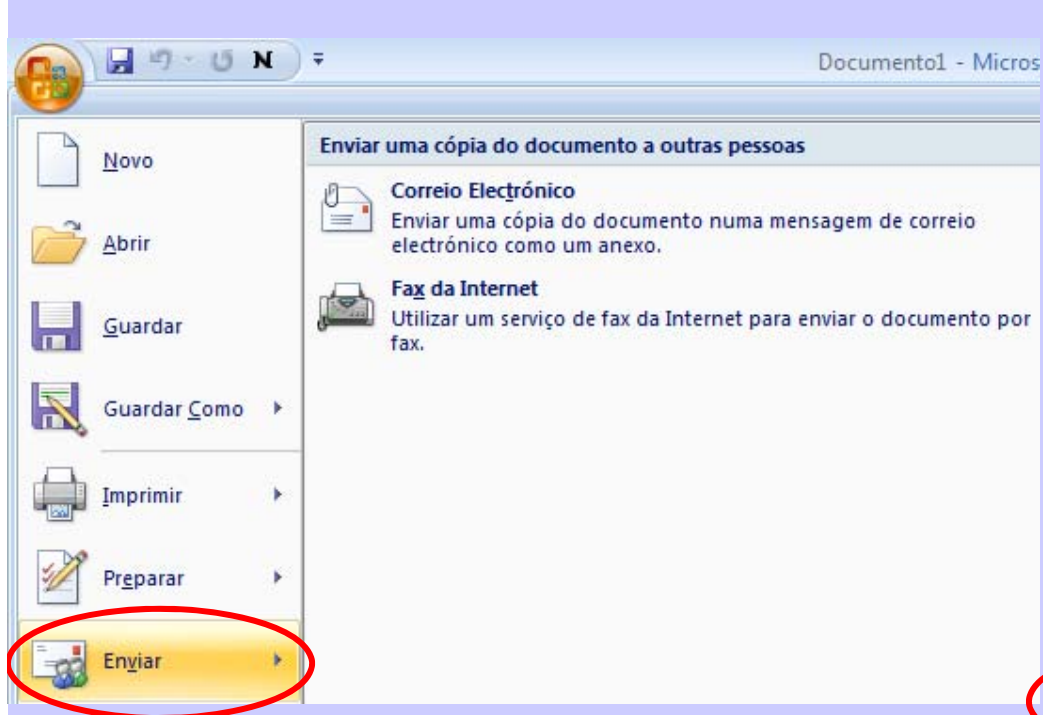 N
Documento1 - Micros
Novo
Abrir
Guardar
Guardar Como
Imprimir
Preparar
Enviar
Enviar uma cópia do documento a outras pessoas
Correio Electrónico
Enviar uma cópia do documento numa mensagem de correio
electrónico como um anexo.
Fax da Internet
Utilizar um serviço de fax da Internet para enviar o documento por
fax.